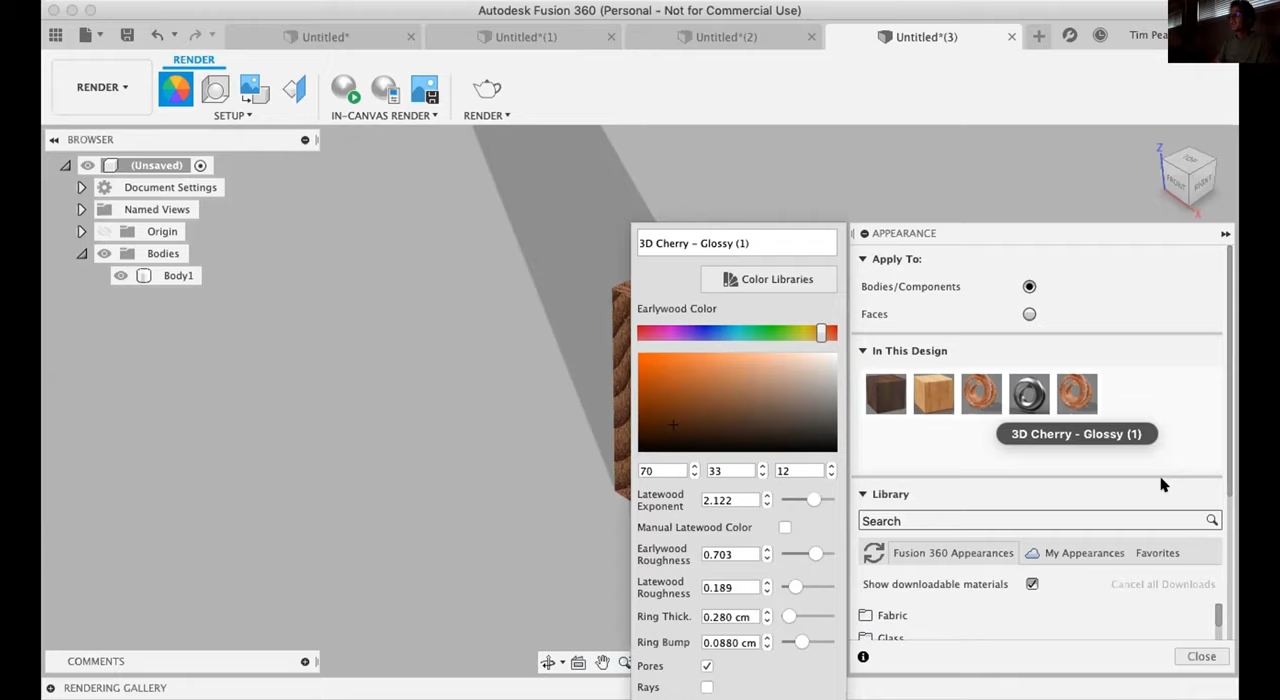 Autodesk Fusion 360 (Personal - Not for Commercial Use)
Untitled*
Untitled*(1)
Untitled*(2)
Untitled*(3)
Tim Pea
RENDER
RENDER
SETUP
IN-CANVAS RENDER
RENDER
BROWSER
(Unsaved)
Document Settings
Named Views
Origin
Bodies
Body1
Z
TOP
FRONT
RIGHT
X
3D Cherry - Glossy (1)
Color Libraries
Earlywood Color
70
33
12
Latewood
Exponent
2.122
Manual Latewood Color
Earlywood
Roughness
0.703
Latewood
Roughness
0.189
Ring Thick.
0.280 cm
Ring Bump
0.0880 cm
Pores
Rays
APPEARANCE
Apply To:
Bodies/Components
Faces
In This Design
3D Cherry - Glossy (1)
Library
Search
Fusion 360 Appearances
My Appearances
Favorites
Show downloadable materials
Cancel all Downloads
Fabric
Glass
Close
COMMENTS
RENDERING GALLERY